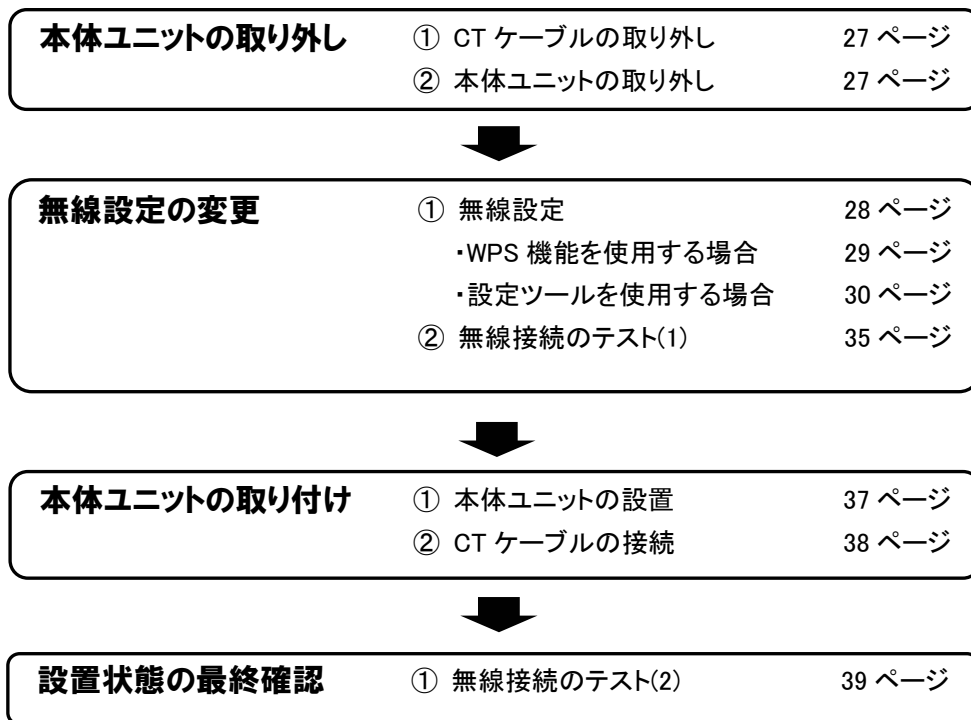 本体ユニットの取り外し ① CT ケーブルの取り外し 27 ページ
② 本体ユニットの取り外し 27 ページ
無線設定の変更 ① 無線設定 28 ページ
・WPS 機能を使用する場合 29 ページ
・設定ツールを使用する場合 30 ページ
② 無線接続のテスト(1) 35 ページ
本体ユニットの取り付け ① 本体ユニットの設置 37 ページ
② CT ケーブルの接続 38 ページ
設置状態の最終確認 ① 無線接続のテスト(2) 39 ページ